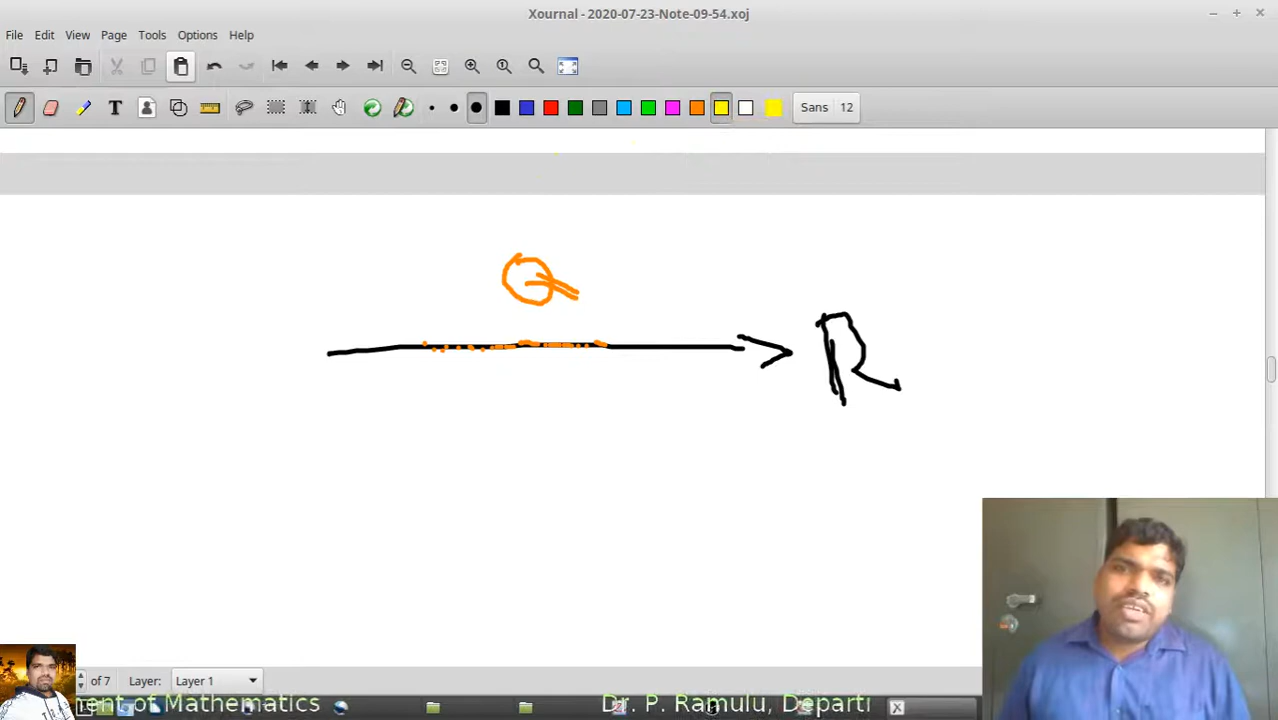 Xournal - 2020-07-23-Note-09-54.xoj
File Edit View Page Tools Options Help
Sans 12
Q
R
of 7 Layer: Layer 1
ment of Mathematics Dr. P. Ramulu, Departi